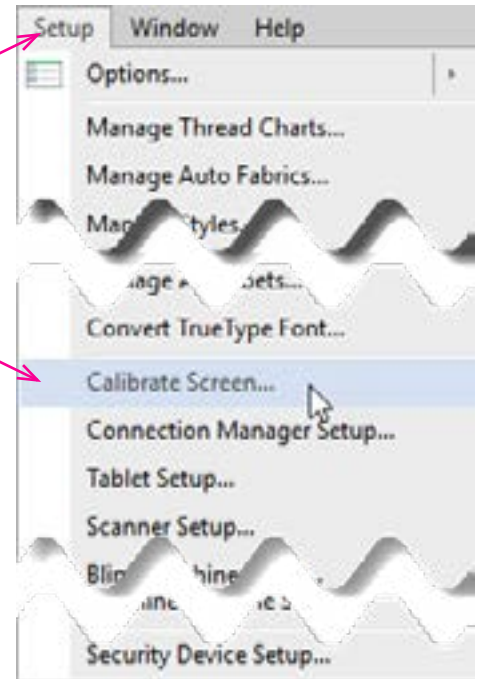 Setup Window Help
Options...
Manage Thread Charts...
Manage Auto Fabrics...
Convert TrueType Font...
Calibrate Screen...
Connection Manager Setup...
Tablet Setup...
Scanner Setup...
Security Device Setup...